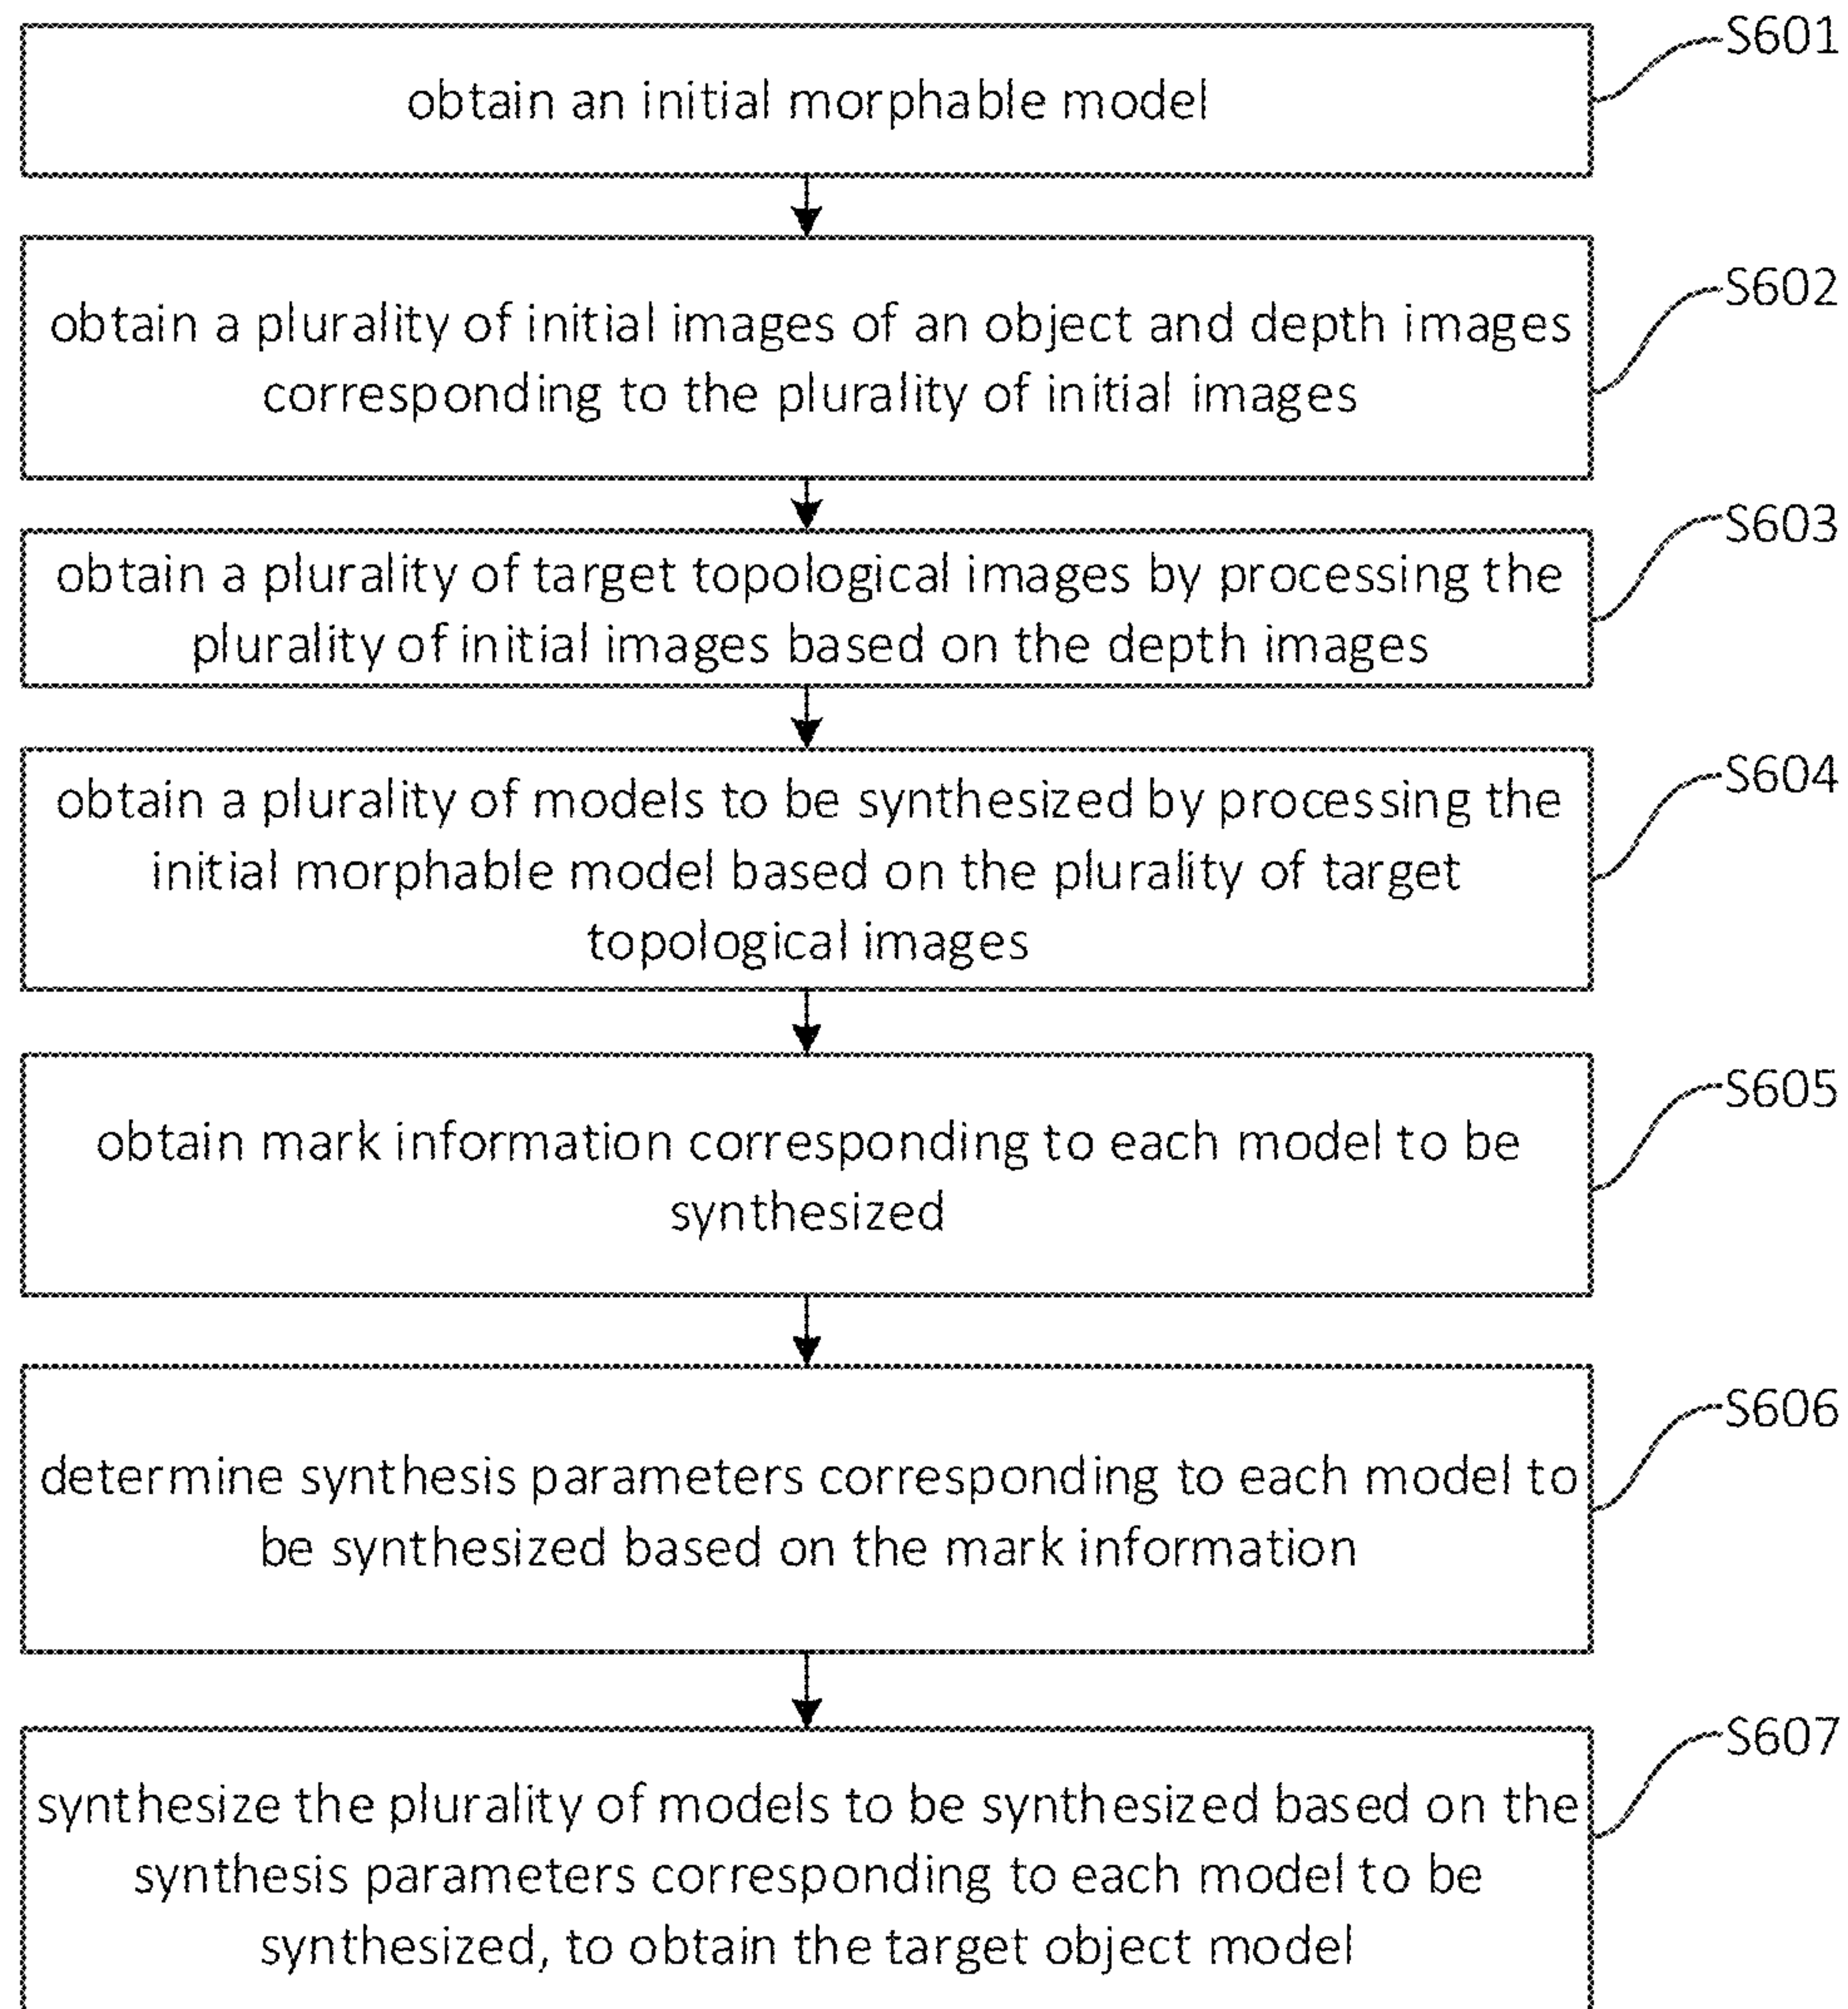 S601
obtain an initial morphable model
S602
obtain a plurality of initial images of an object and depth images
corresponding to the plurality of initial images
S603
obtain a plurality of target topological images by processing the
plurality of initial images based on the depth images
S604
obtain a plurality of models to be synthesized by processing the
initial morphable model based on the plurality of target
topological images
S605
obtain mark information corresponding to each model to be
synthesized
S606
determine synthesis parameters corresponding to each model to
be synthesized based on the mark information
S607
synthesize the plurality of models to be synthesized based on the
synthesis parameters corresponding to each model to be
synthesized, to obtain the target object model